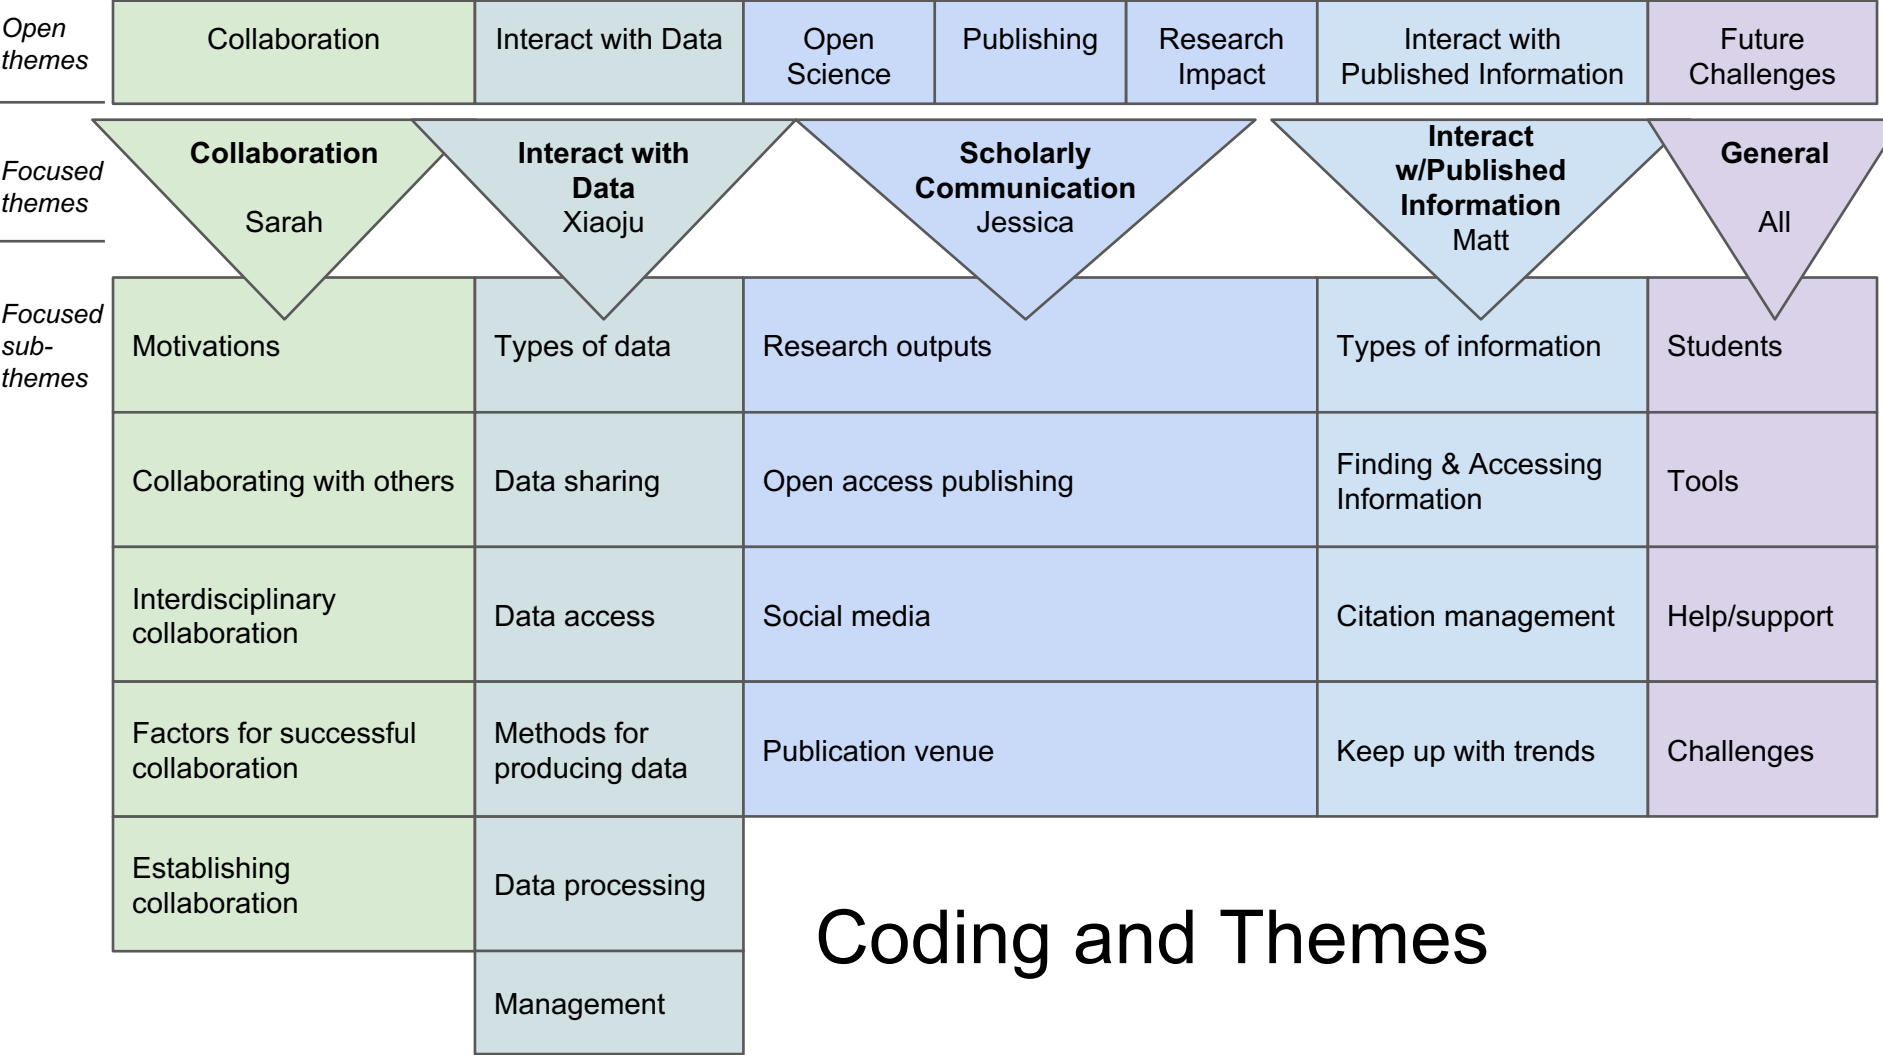 Open
themes
Collaboration
Interact with Data
Open
Science
Publishing
Research
Impact
Interact with
Published Information
Future
Challenges
Focused
themes
Collaboration
Sarah
Interact with
Data
Xiaoju
Scholarly
Communication
Jessica
Interact
w/Published
Information
Matt
General
All
Focused
sub-
themes
Motivations
Types of data
Research outputs
Types of information
Students
Collaborating with others
Data sharing
Open access publishing
Finding & Accessing
Information
Tools
Interdisciplinary
collaboration
Data access
Social media
Citation management
Help/support
Factors for successful
collaboration
Methods for
producing data
Publication venue
Keep up with trends
Challenges
Establishing
collaboration
Data processing
Management
Coding and Themes